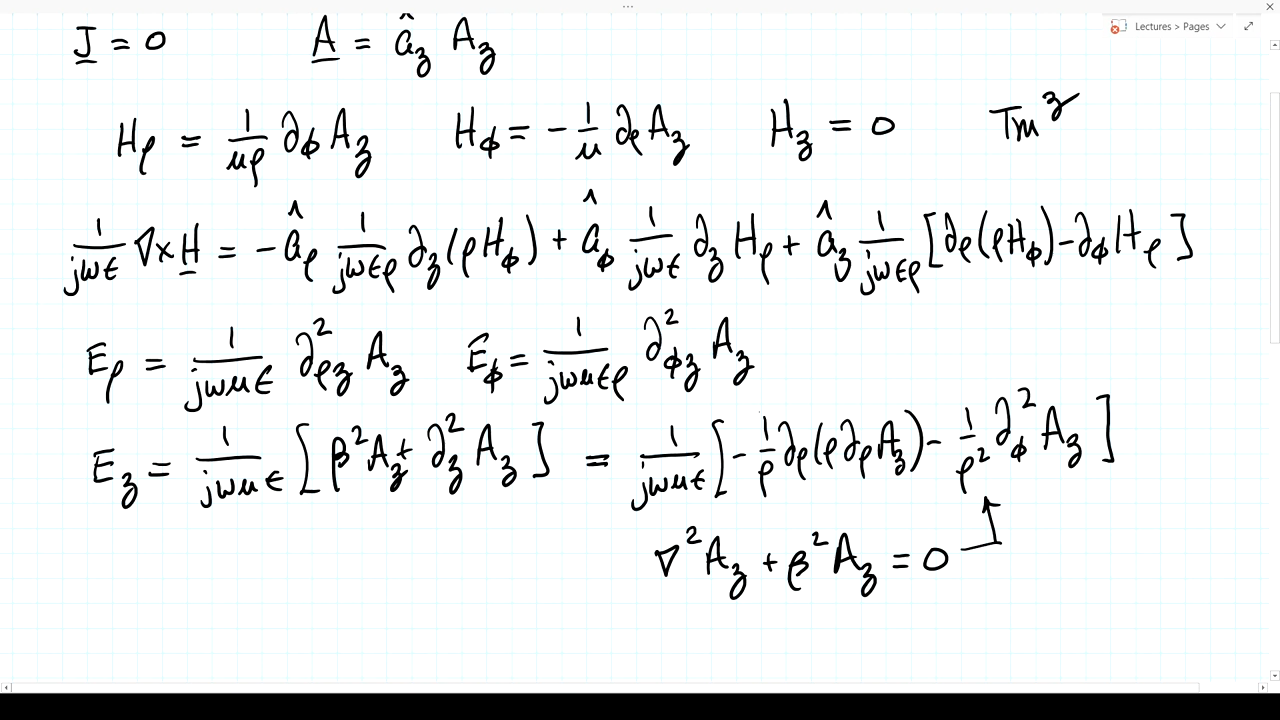 Lectures > Pages
J = 0 A = â_z A_z
H_ρ = 1/μρ ∂_ϕ A_z H_ϕ = - 1/μ ∂_ρ A_z H_z = 0 TM^z
1/jωϵ ∇ x H = - â_ρ 1/jωϵρ ∂_z (ρH_ϕ) + â_ϕ 1/jωϵ ∂_z H_ρ + â_z 1/jωϵρ [∂_ρ(ρH_ϕ) - ∂_ϕ H_ρ]
E_ρ = 1/jωμϵ ∂²_ρz A_z E_ϕ = 1/jωμϵρ ∂²_ϕz A_z
E_z = 1/jωμϵ [β²A_z + ∂_z² A_z] = 1/jωμϵ [- 1/ρ ∂_ρ(ρ∂_ρ A_z) - 1/ρ² ∂_ϕ² A_z]
∇²A_z + β²A_z = 0